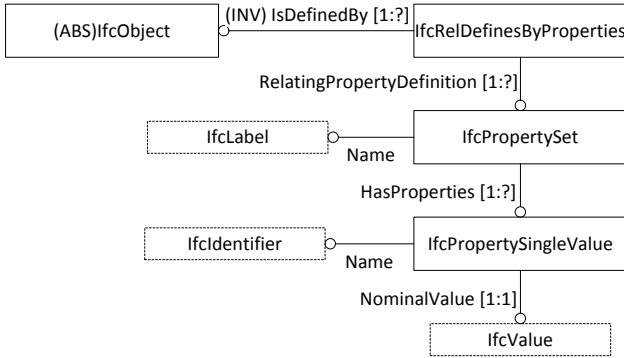 (INV) IsDefinedBy [1:?]
(ABS)IfcObject
IfcRelDefinesByProperties
RelatingPropertyDefinition [1:?]
IfcLabel
IfcPropertySet
Name
HasProperties [1:?]
IfcIdentifier
IfcPropertySingleValue
Name
NominalValue [1:1]
IfcValue